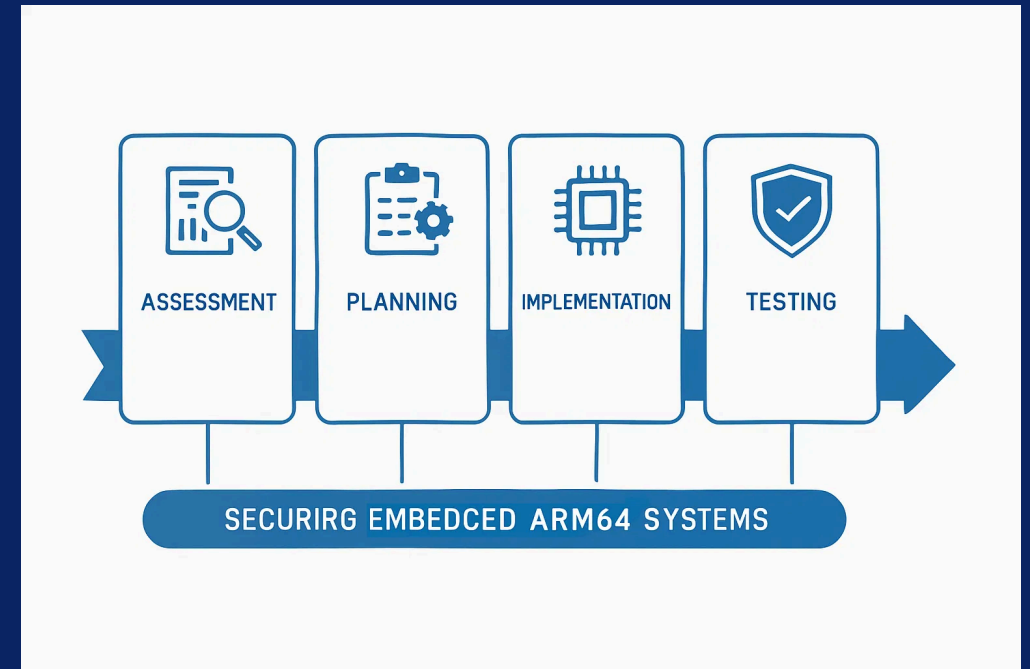 ASSESSMENT
PLANNING
IMPLEMENTATION
TESTING
SECURIRG EMBEDCED ARM64 SYSTEMS